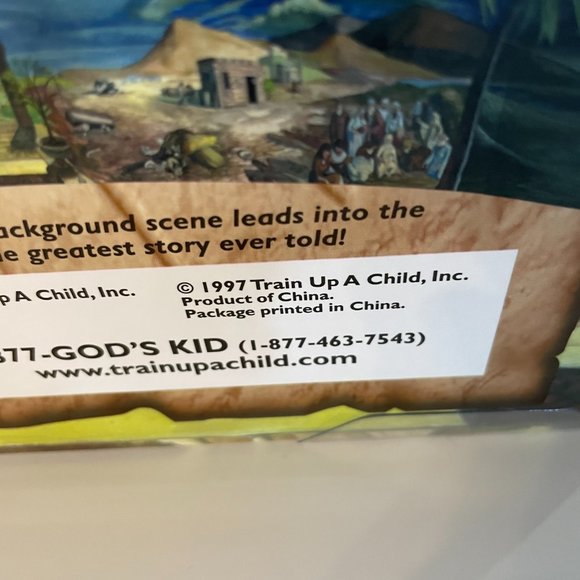 ackground scene leads into the
e greatest story ever told!
p A Child, Inc.
© 1997 Train Up A Child, Inc.
Product of China.
Package printed in China.
877-GOD'S KID (1-877-463-7543)
www.trainupachild.com